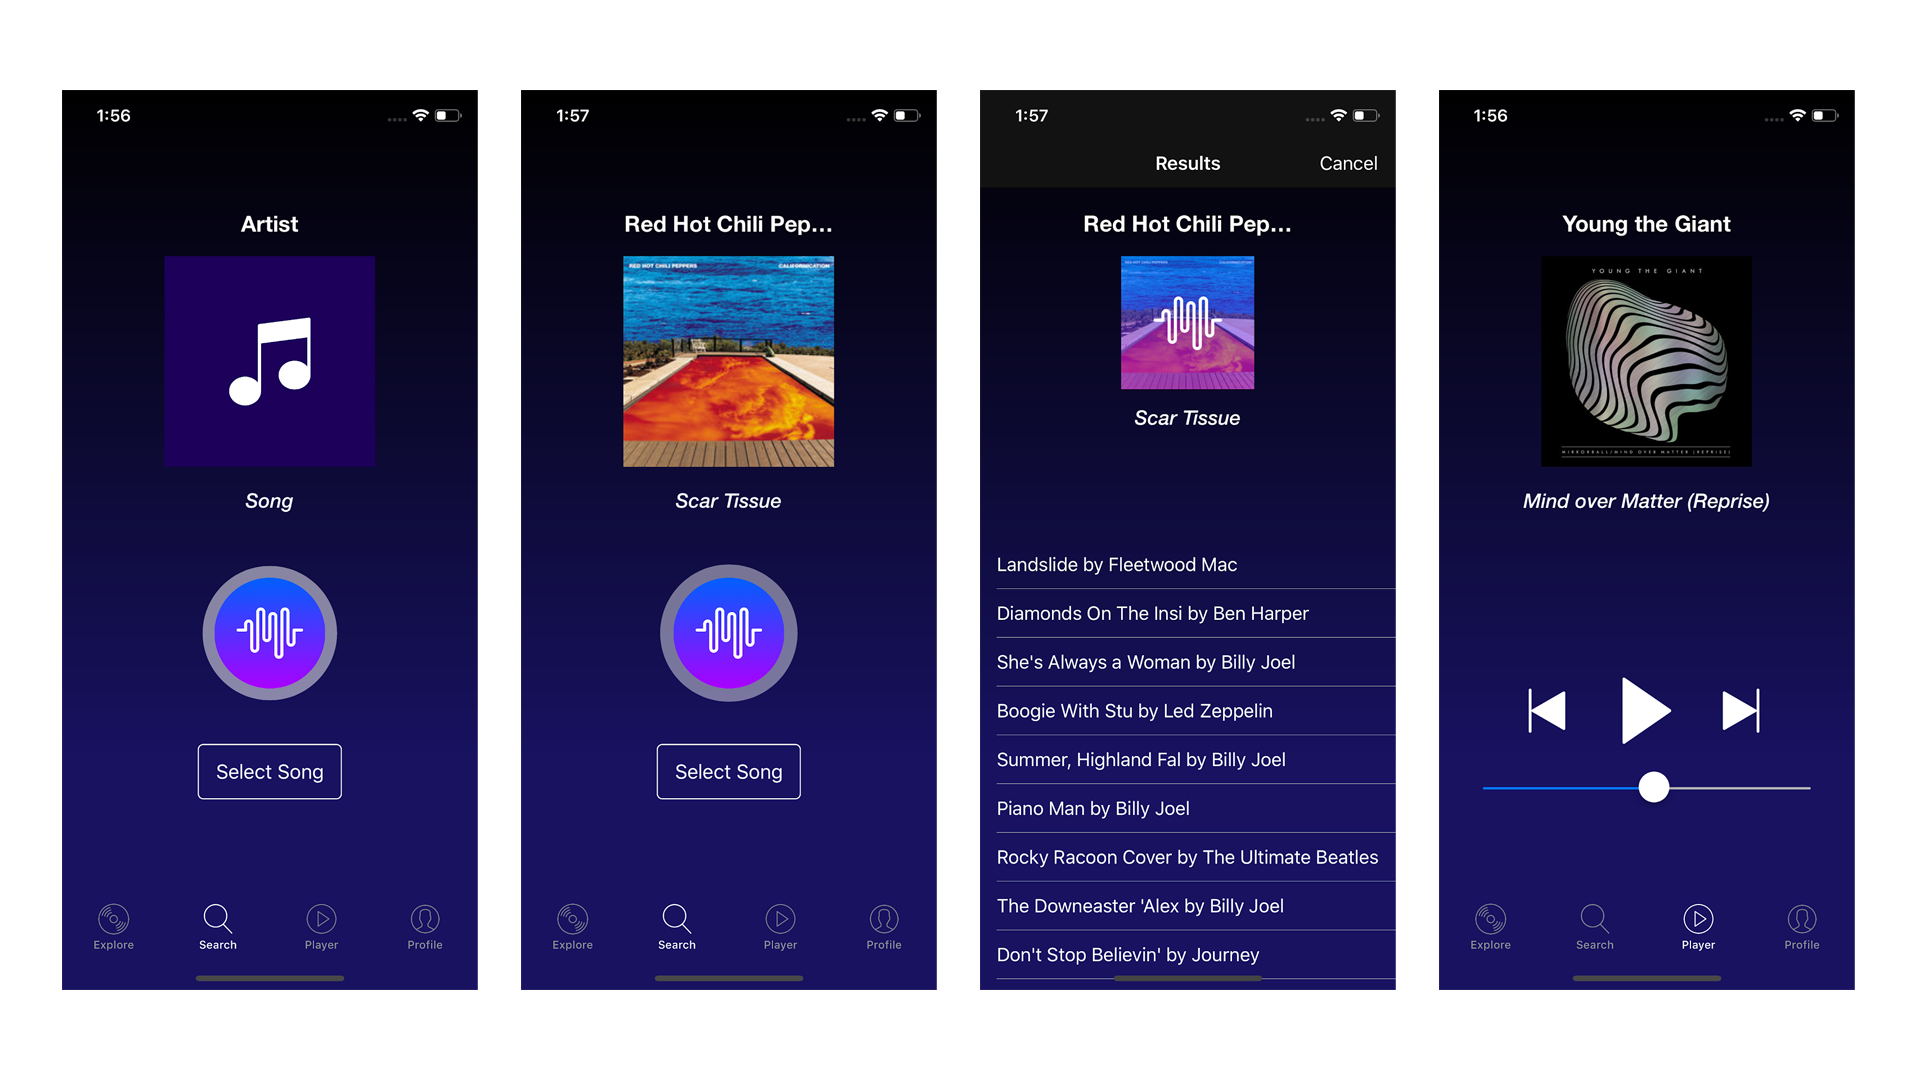 1:56
Artist
Song
Select Song
Explore Search Player Profile
1:57
Red Hot Chili Pep...
RED HOT CHILI PEPPERS CALIFORNICATION
Scar Tissue
Select Song
Explore Search Player Profile
1:57
Results Cancel
Red Hot Chili Pep...
RED HOT CHILI PEPPERS CALIFORNICATION
Scar Tissue
Landslide by Fleetwood Mac
Diamonds On The Insi by Ben Harper
She's Always a Woman by Billy Joel
Boogie With Stu by Led Zeppelin
Summer, Highland Fal by Billy Joel
Piano Man by Billy Joel
Rocky Racoon Cover by The Ultimate Beatles
The Downeaster 'Alex by Billy Joel
Don't Stop Believin' by Journey
1:56
Young the Giant
YOUNG THE GIANT
MIRRORBALL/MIND OVER MATTER (REPRISE)
Mind over Matter (Reprise)
Explore Search Player Profile